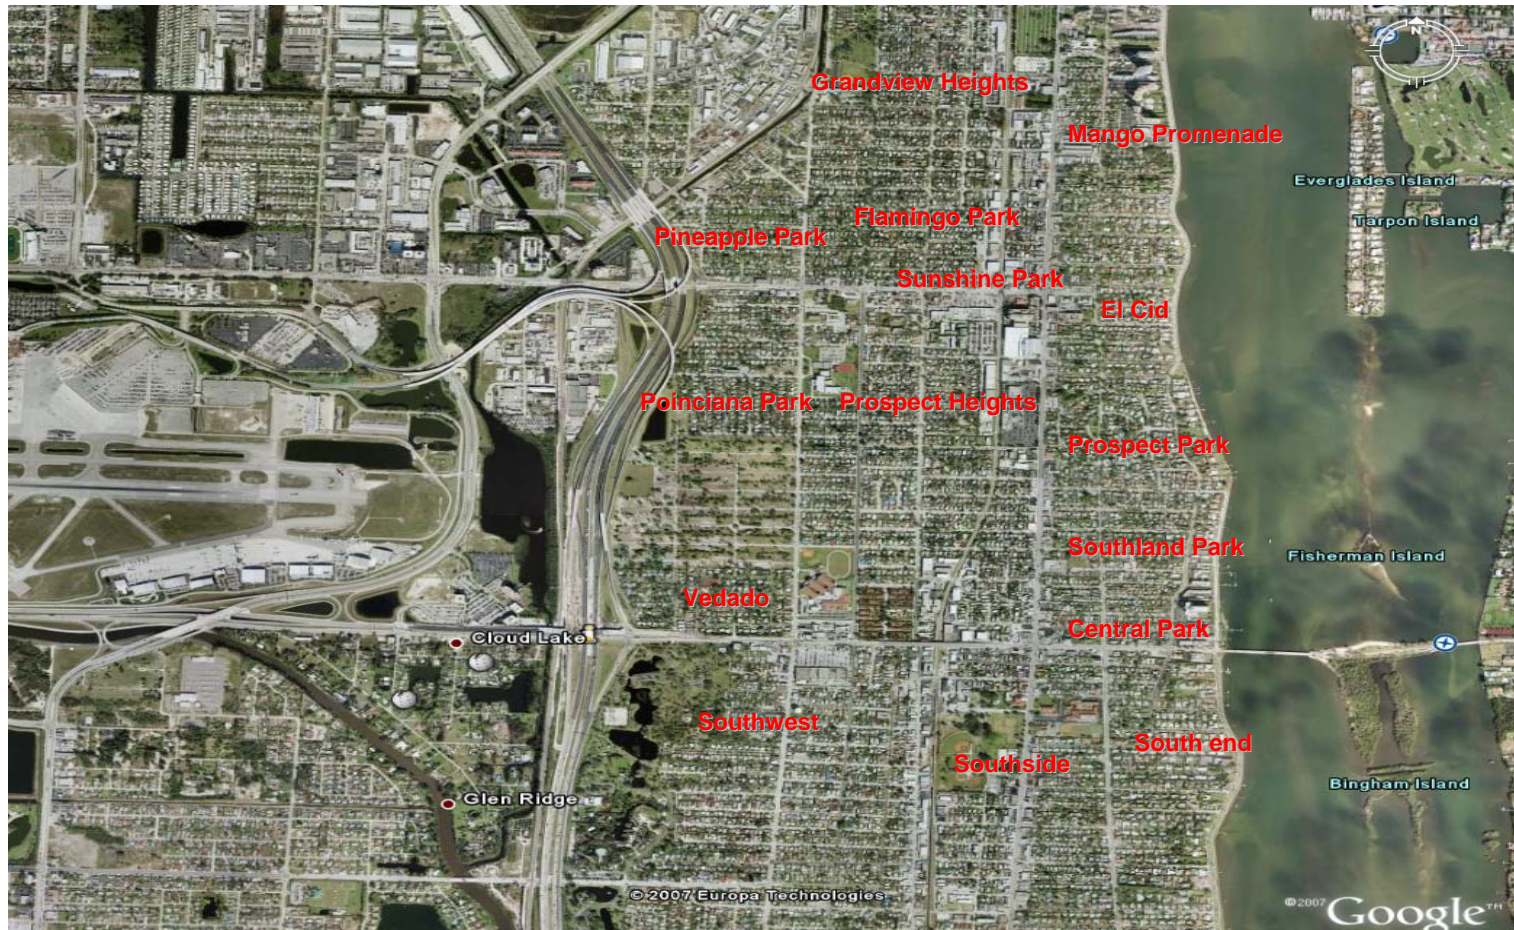 N
Grandview Heights
Mango Promenade
Everglades Island
Flamingo Park
Tarpon Island
Pineapple Park
Sunshine Park
El Cid
Poinciana Park
Prospect Heights
Prospect Park
Southland Park
Fisherman Island
Vedado
Central Park
Cloud Lake
Southwest
South end
Southside
Bingham Island
Glen Ridge
© 2007 Europa Technologies
© 2007 Google™